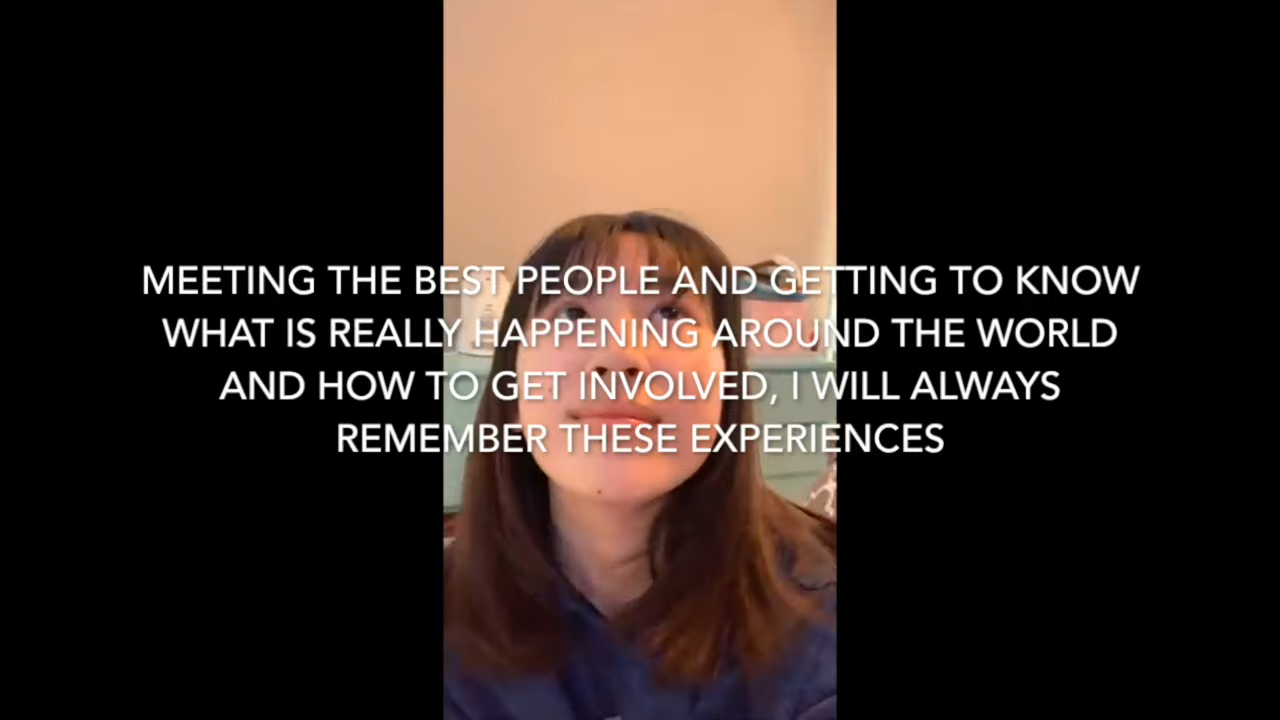 MEETING THE BEST PEOPLE AND GETTING TO KNOW
WHAT IS REALLY HAPPENING AROUND THE WORLD
AND HOW TO GET INVOLVED, I WILL ALWAYS
REMEMBER THESE EXPERIENCES